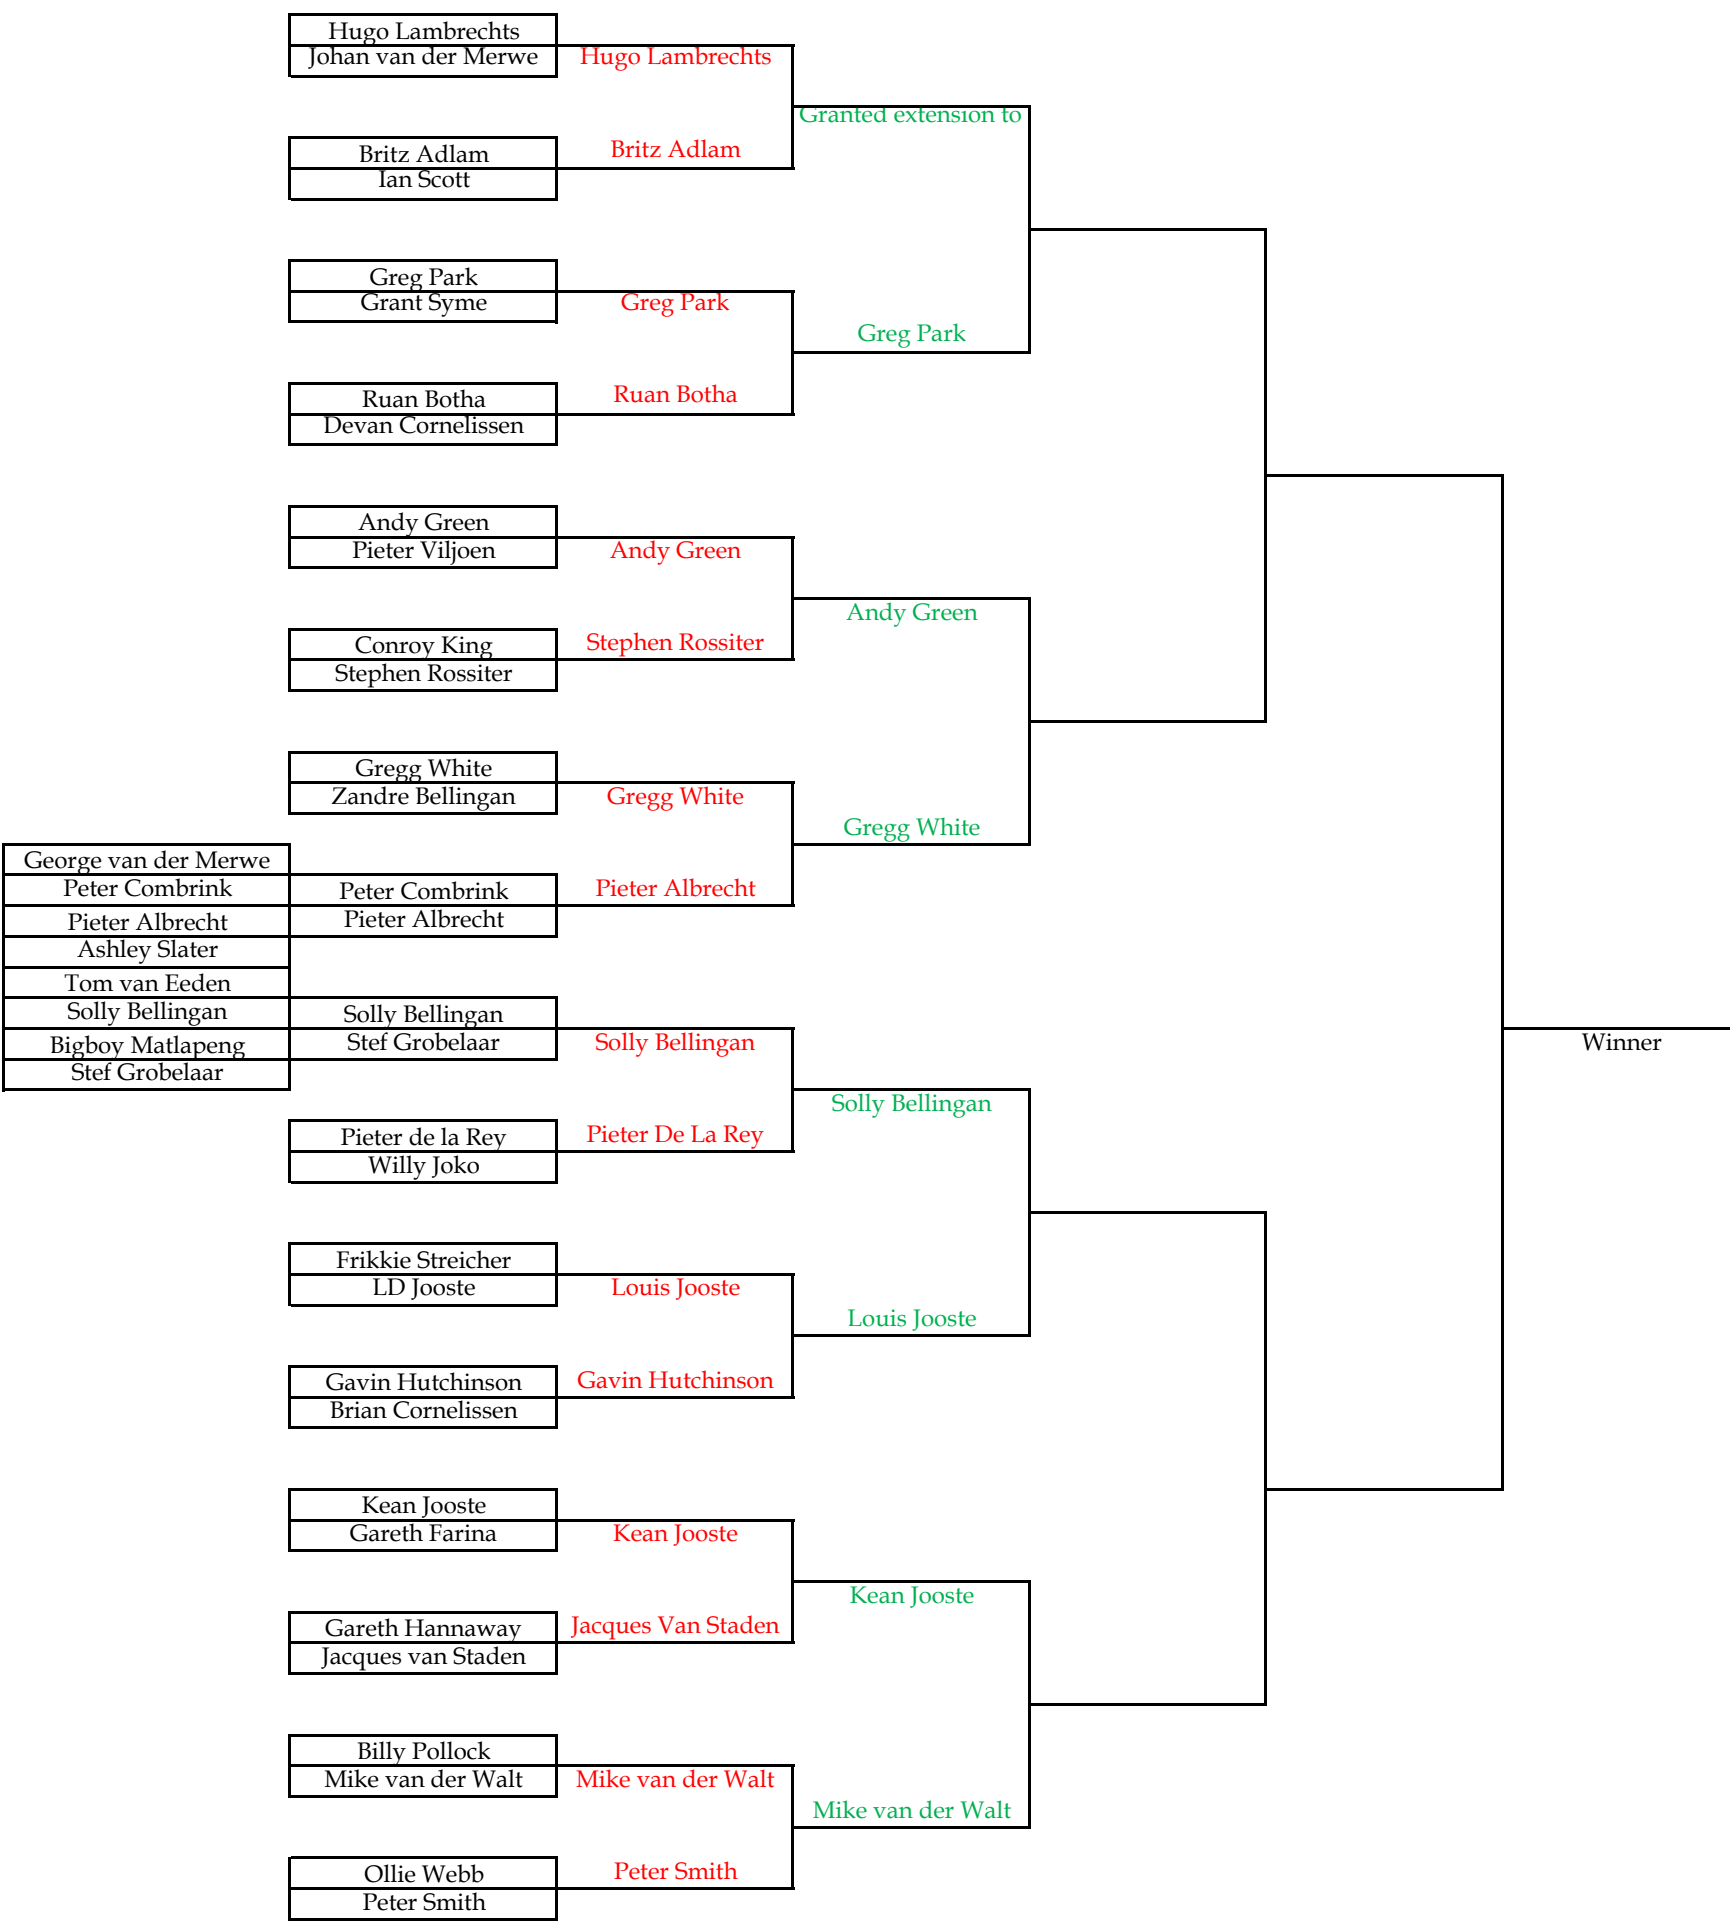 Hugo Lambrechts
Johan van der Merwe
Hugo Lambrechts
Granted extension to
Britz Adlam
Britz Adlam
Ian Scott
Greg Park
Grant Syme
Greg Park
Greg Park
Ruan Botha
Ruan Botha
Devan Cornelissen
Andy Green
Pieter Viljoen
Andy Green
Andy Green
Conroy King
Stephen Rossiter
Stephen Rossiter
Gregg White
Zandre Bellingan
Gregg White
Gregg White
George van der Merwe
Peter Combrink
Peter Combrink
Pieter Albrecht
Pieter Albrecht
Pieter Albrecht
Ashley Slater
Tom van Eeden
Solly Bellingan
Solly Bellingan
Bigboy Matlapeng
Stef Grobelaar
Solly Bellingan
Winner
Stef Grobelaar
Solly Bellingan
Pieter de la Rey
Pieter De La Rey
Willy Joko
Frikkie Streicher
LD Jooste
Louis Jooste
Louis Jooste
Gavin Hutchinson
Gavin Hutchinson
Brian Cornelissen
Kean Jooste
Gareth Farina
Kean Jooste
Kean Jooste
Gareth Hannaway
Jacques Van Staden
Jacques van Staden
Billy Pollock
Mike van der Walt
Mike van der Walt
Mike van der Walt
Ollie Webb
Peter Smith
Peter Smith